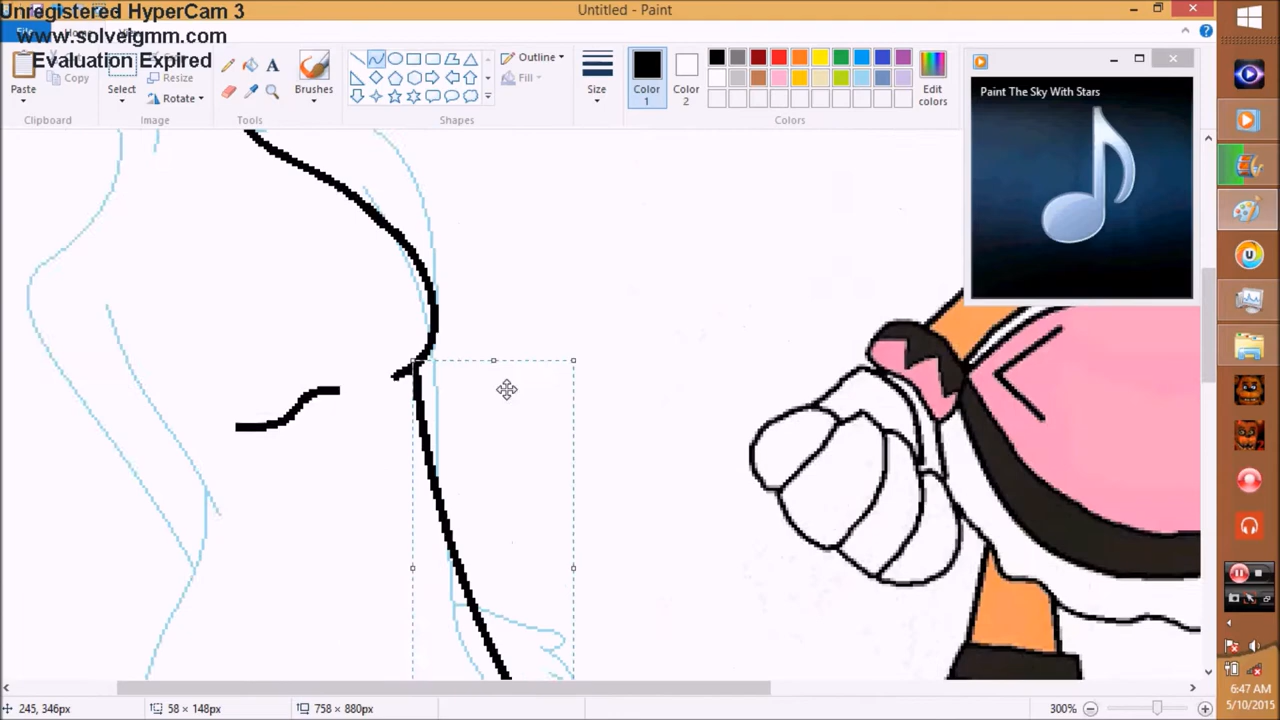 Unregistered HyperCam 3
Untitled - Paint
File
www.solveigmm.com
Evaluation Expired
Paste
Copy
Clipboard
Select
Resize
Rotate
Image
Tools
Brushes
Outline
Fill
Shapes
Size
Color 1
Color 2
Edit colors
Colors
Paint The Sky With Stars
245, 346px
58 × 148px
758 × 880px
300%
6:47 AM
5/10/2015